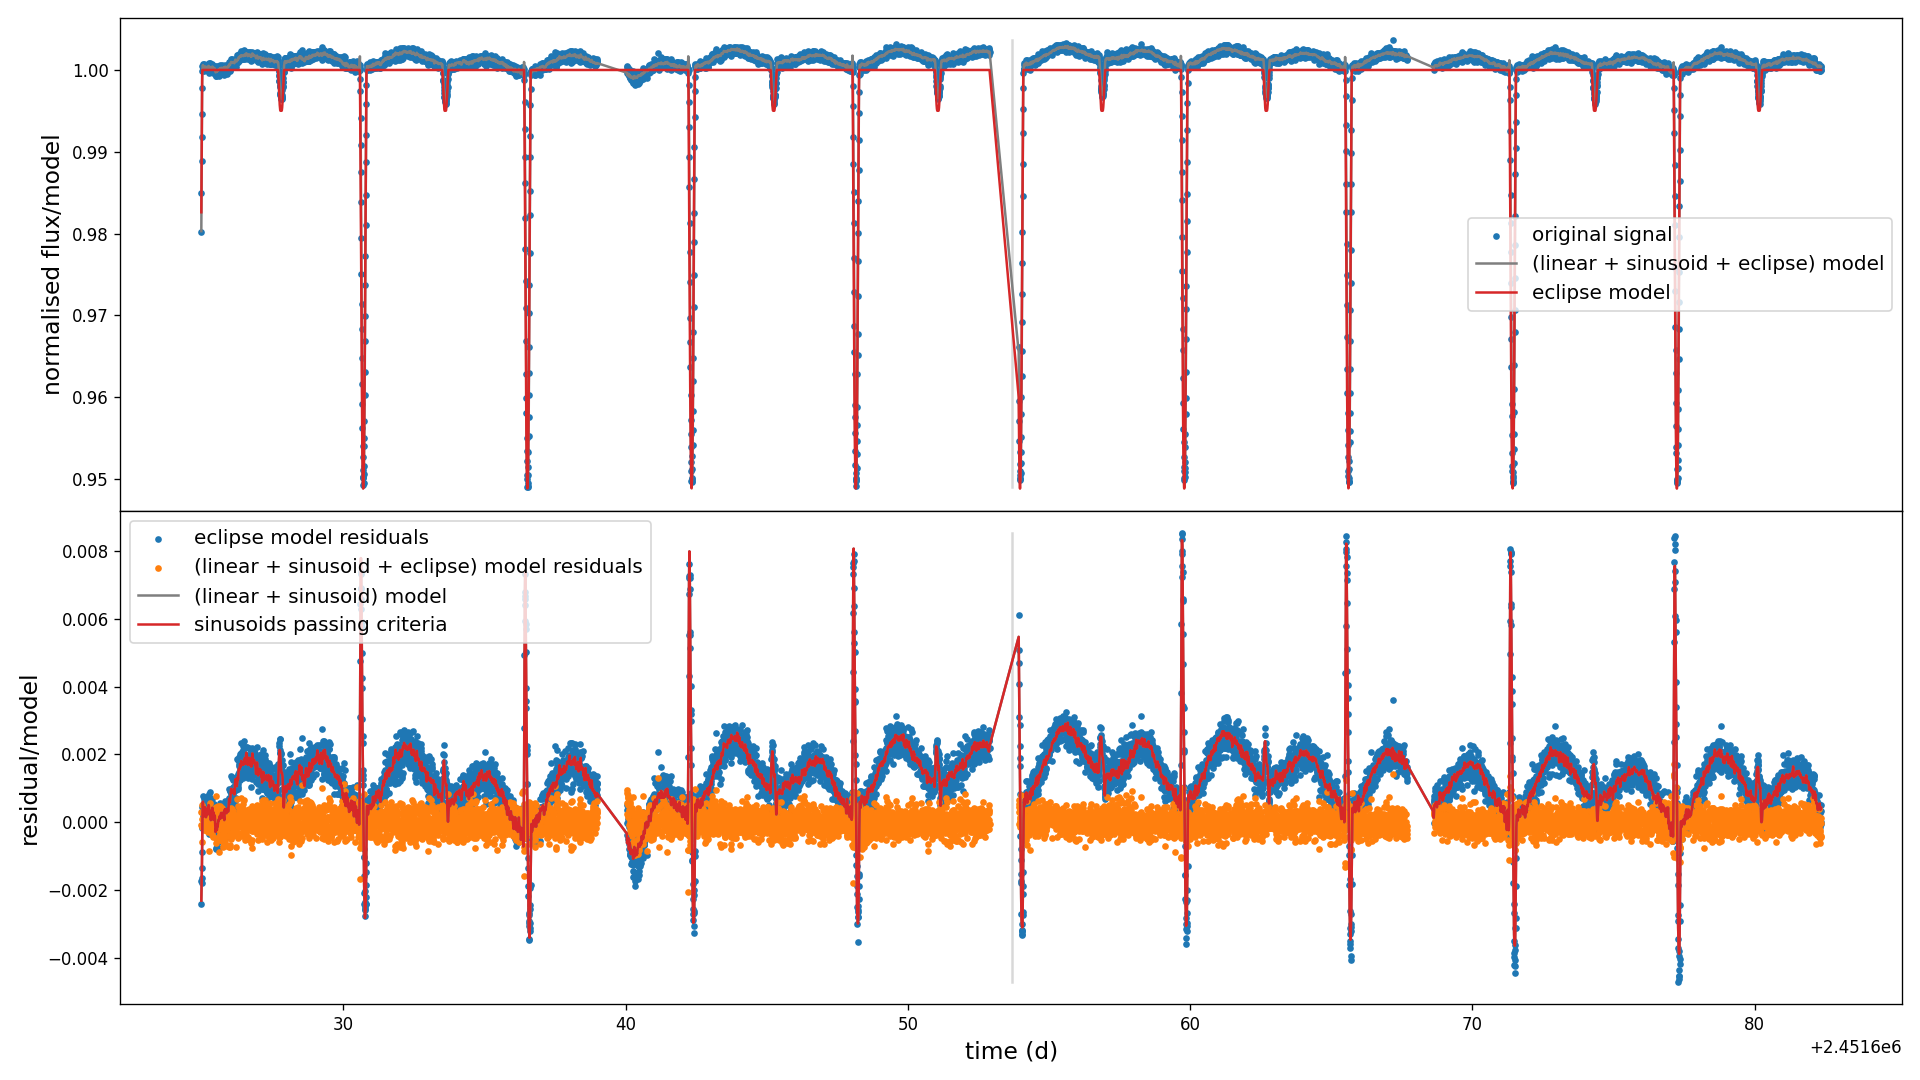 normalised flux/model
1.00
0.99
0.98
0.97
0.96
0.95
original signal
(linear + sinusoid + eclipse) model
eclipse model
residual/model
0.008
0.006
0.004
0.002
0.000
−0.002
−0.004
eclipse model residuals
(linear + sinusoid + eclipse) model residuals
(linear + sinusoid) model
sinusoids passing criteria
30 40 50 60 70 80
time (d)
+2.4516e6